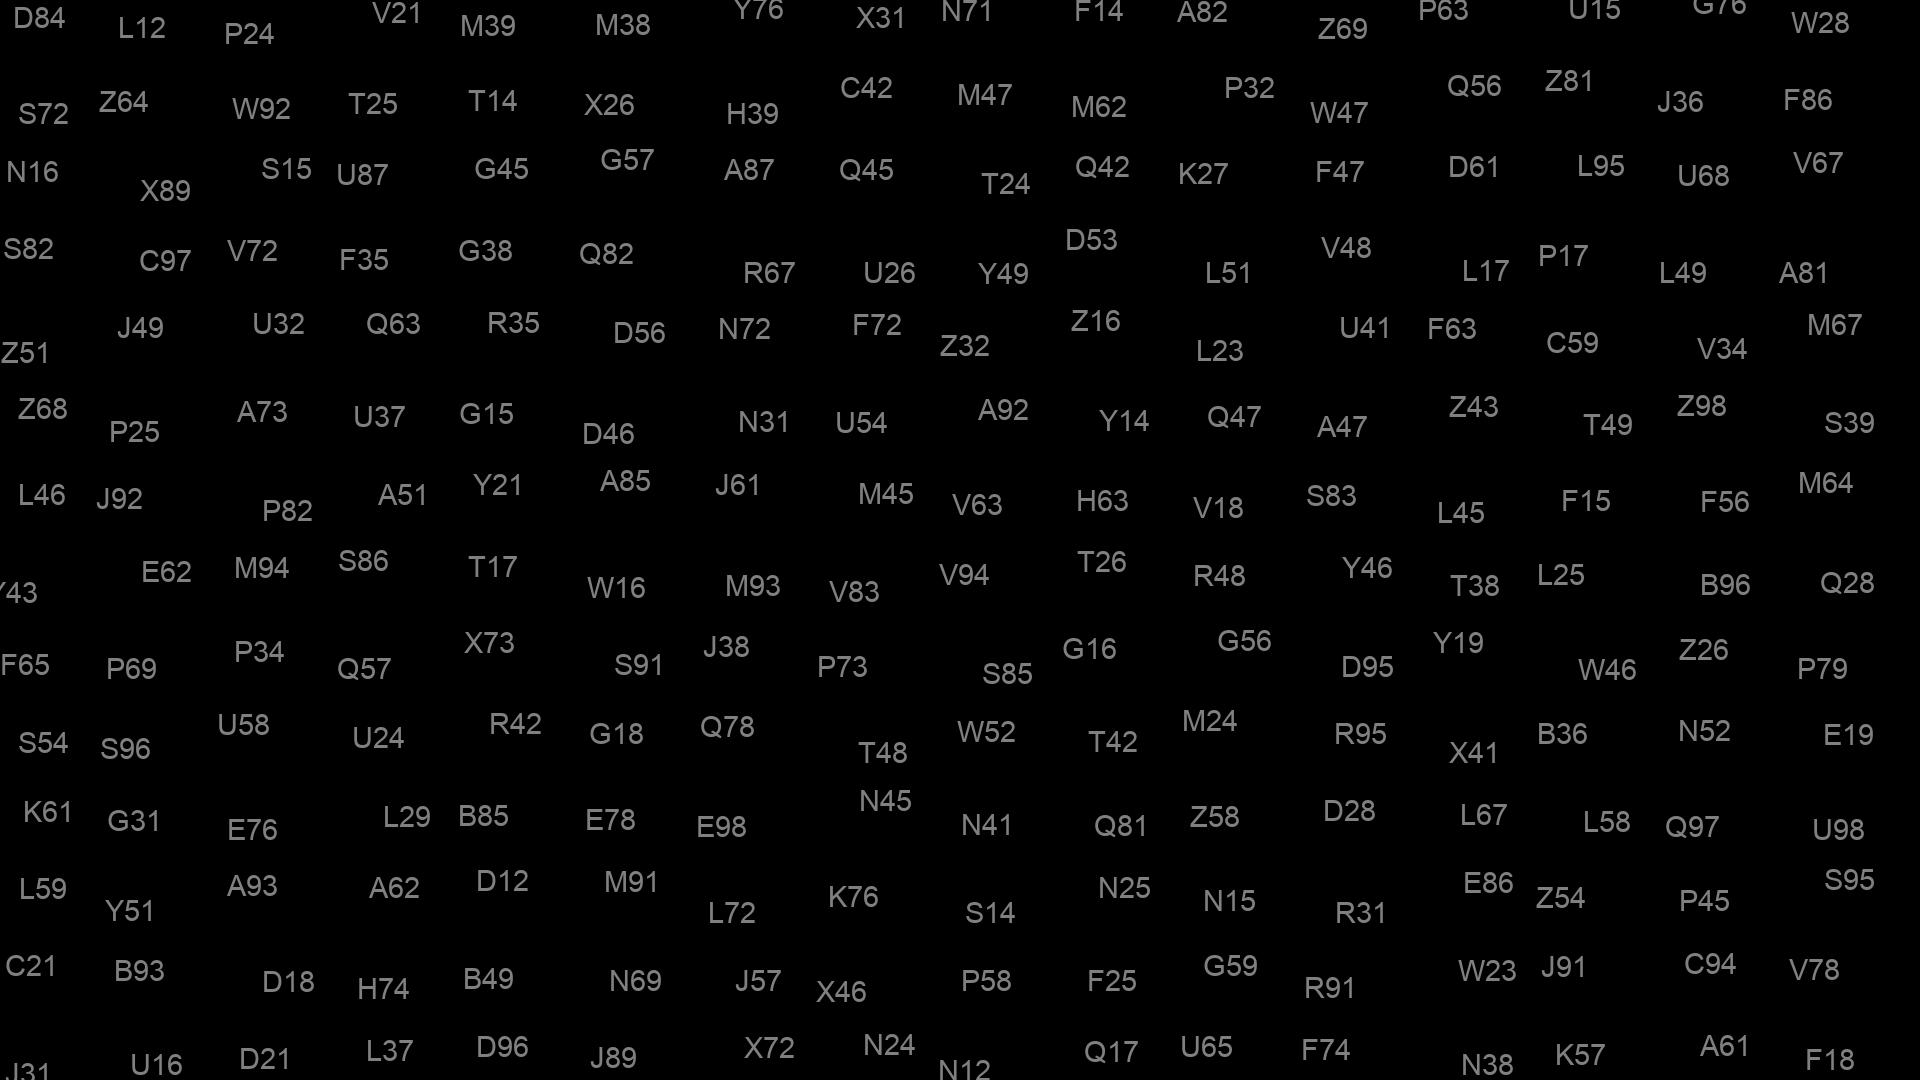 D84 L12 P24 V21 M39 M38 Y76 X31 N71 F14 A82 Z69 P63 U15 G76 W28
S72 Z64 W92 T25 T14 X26 H39 C42 M47 M62 P32 W47 Q56 Z81 J36 F86
N16 X89 S15 U87 G45 G57 A87 Q45 T24 Q42 K27 F47 D61 L95 U68 V67
S82 C97 V72 F35 G38 Q82 R67 U26 Y49 D53 L51 V48 L17 P17 L49 A81
Z51 J49 U32 Q63 R35 D56 N72 F72 Z32 Z16 L23 U41 F63 C59 V34 M67
Z68 P25 A73 U37 G15 D46 N31 U54 A92 Y14 Q47 A47 Z43 T49 Z98 S39
L46 J92 P82 A51 Y21 A85 J61 M45 V63 H63 V18 S83 L45 F15 F56 M64
Y43 E62 M94 S86 T17 W16 M93 V83 V94 T26 R48 Y46 T38 L25 B96 Q28
F65 P69 P34 Q57 X73 S91 J38 P73 S85 G16 G56 D95 Y19 W46 Z26 P79
S54 S96 U58 U24 R42 G18 Q78 T48 W52 T42 M24 R95 X41 B36 N52 E19
K61 G31 E76 L29 B85 E78 E98 N45 N41 Q81 Z58 D28 L67 L58 Q97 U98
L59 Y51 A93 A62 D12 M91 L72 K76 S14 N25 N15 R31 E86 Z54 P45 S95
C21 B93 D18 H74 B49 N69 J57 X46 P58 F25 G59 R91 W23 J91 C94 V78
J31 U16 D21 L37 D96 J89 X72 N24 N12 Q17 U65 F74 N38 K57 A61 F18